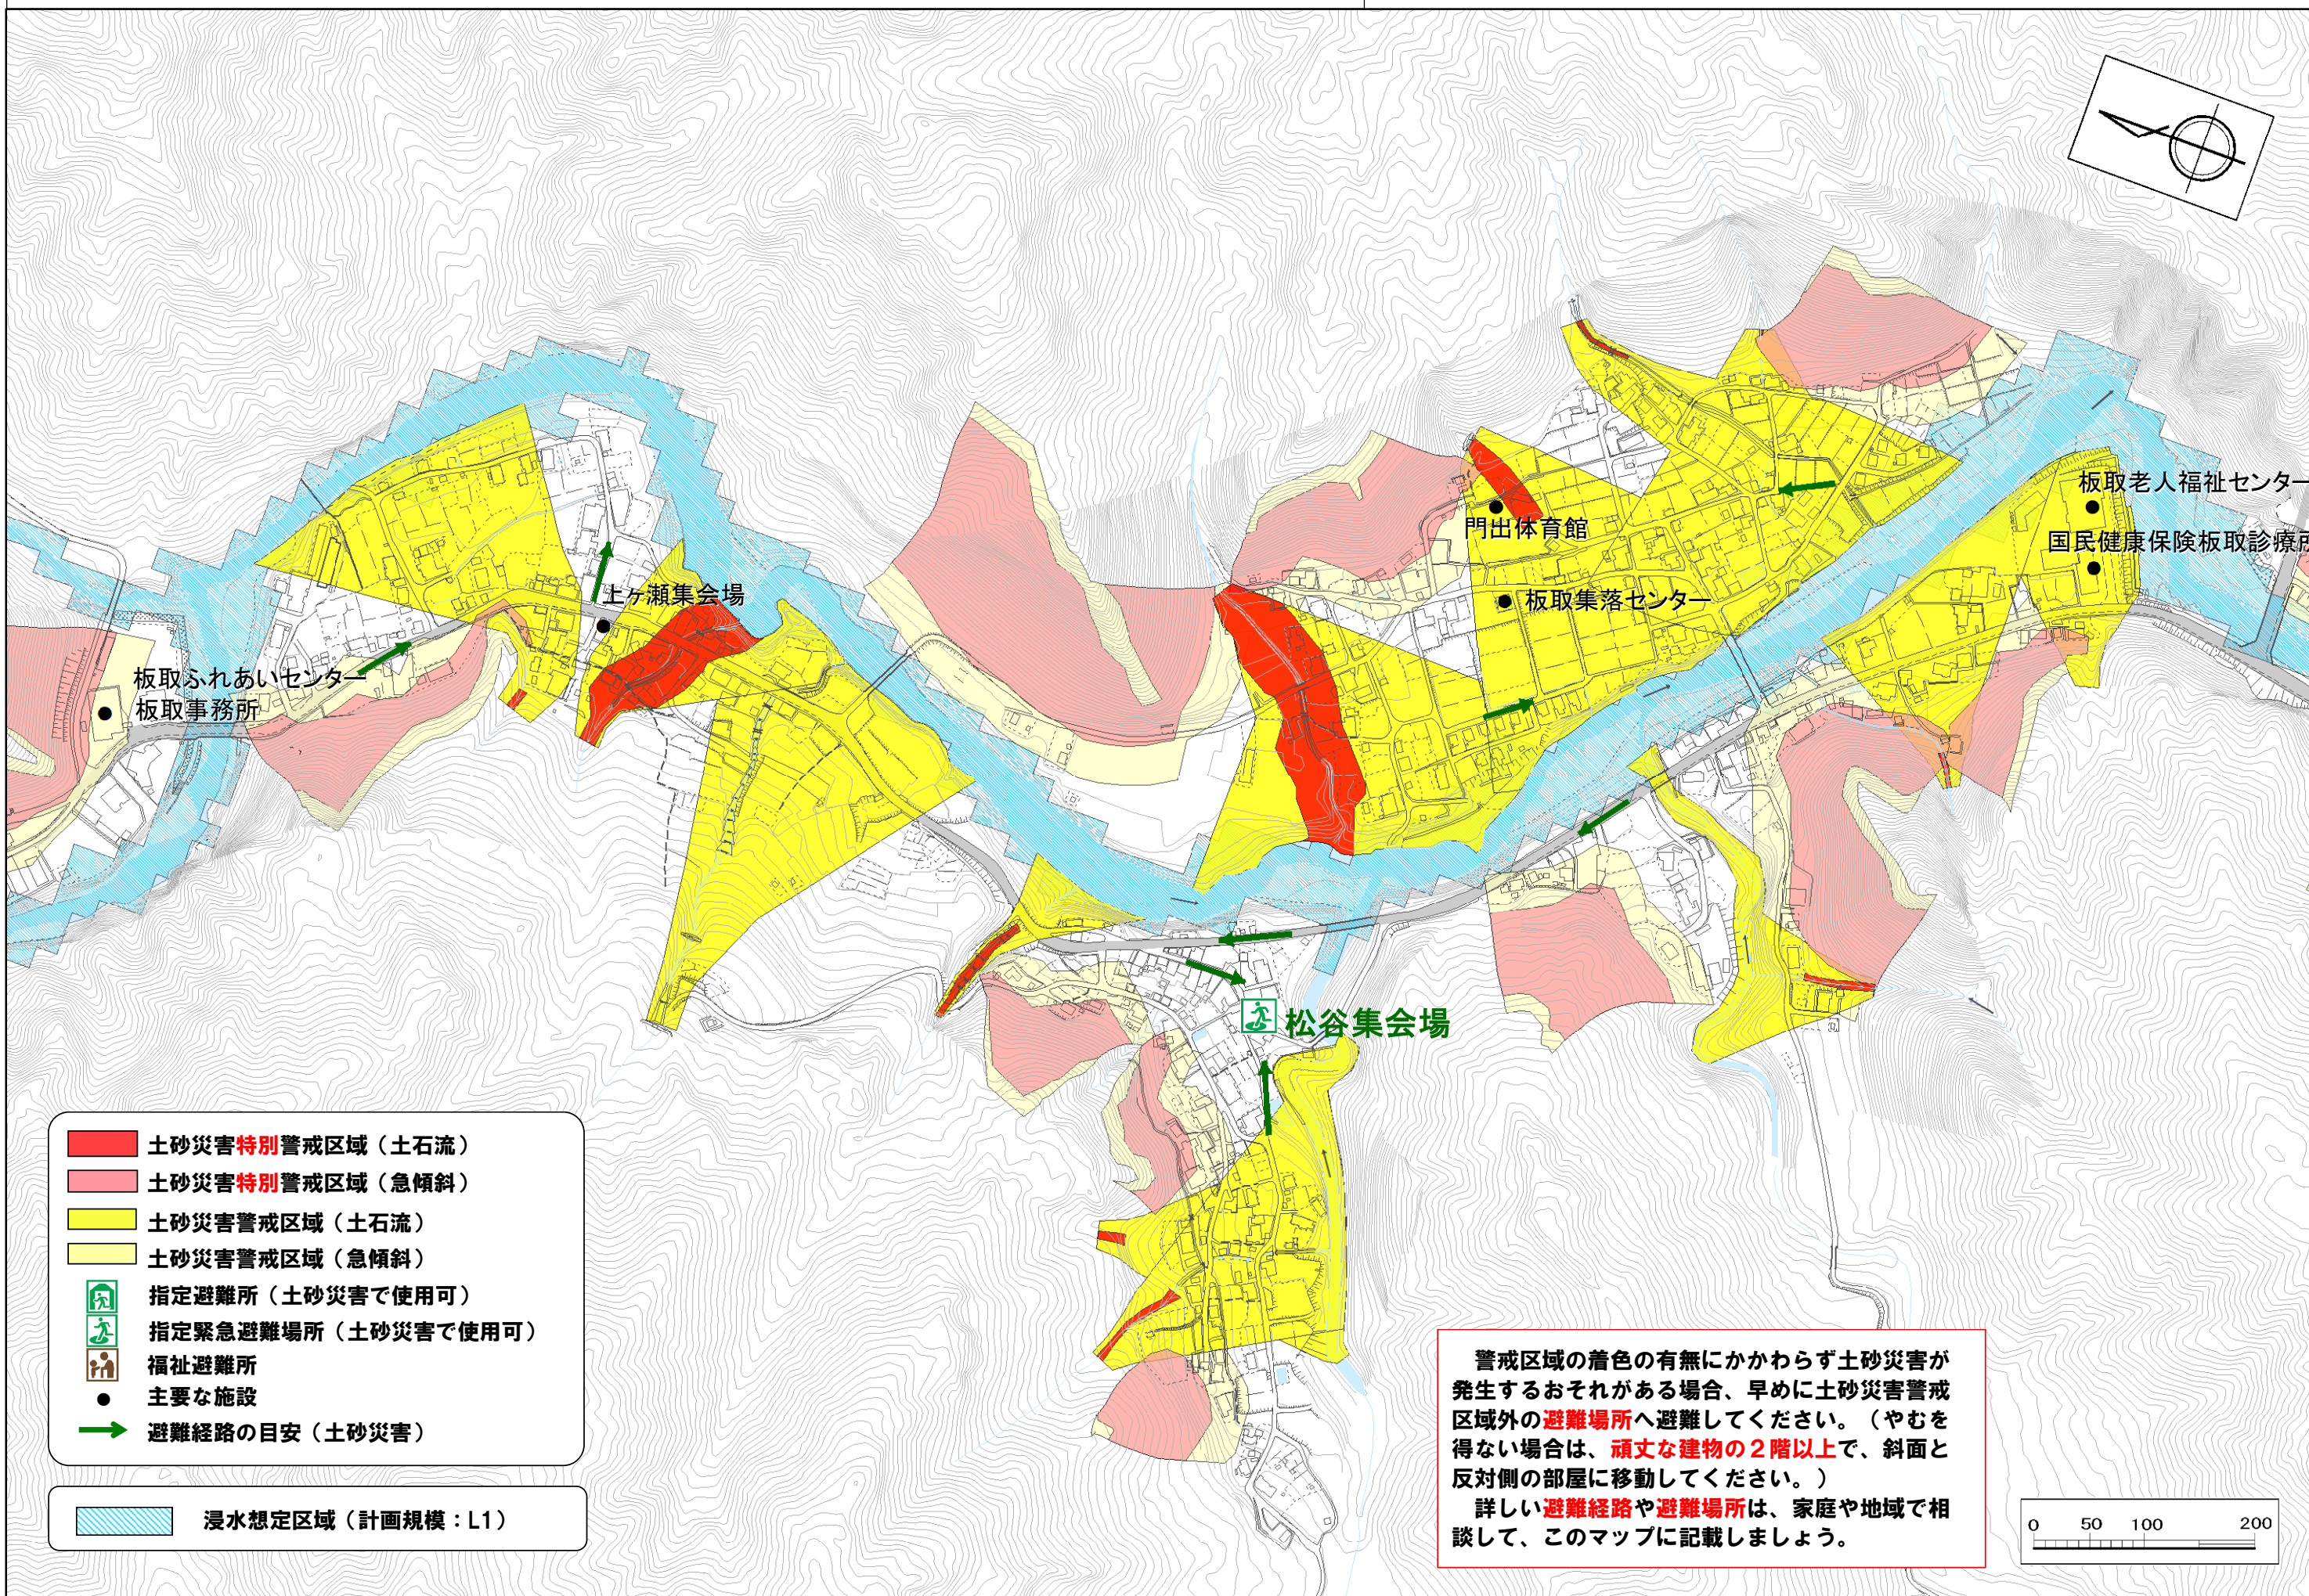 板取老人福祉センター
門出体育館
国民健康保険板取診療所
上ヶ瀬集会場
板取集落センター
板取ふれあいセンター
板取事務所
松谷集会場
土砂災害特別警戒区域（土石流）
土砂災害特別警戒区域（急傾斜）
土砂災害警戒区域（土石流）
土砂災害警戒区域（急傾斜）
指定避難所（土砂災害で使用可）
指定緊急避難場所（土砂災害で使用可）
福祉避難所
主要な施設
避難経路の目安（土砂災害）
浸水想定区域（計画規模：L1）
警戒区域の着色の有無にかかわらず土砂災害が
発生するおそれがある場合、早めに土砂災害警戒
区域外の避難場所へ避難してください。（やむを
得ない場合は、頑丈な建物の２階以上で、斜面と
反対側の部屋に移動してください。）
詳しい避難経路や避難場所は、家庭や地域で相
談して、このマップに記載しましょう。
0 50 100 200